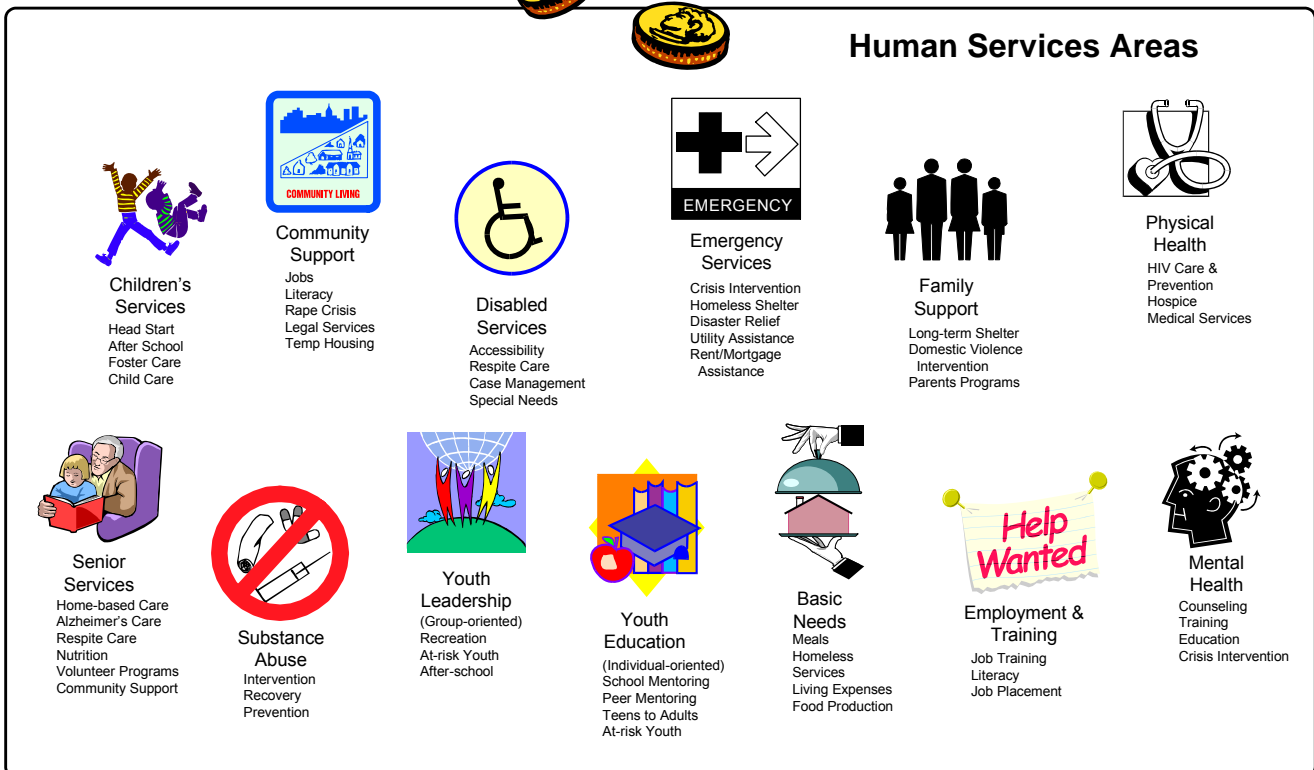 Human Services Areas
COMMUNITY LIVING
Community
Support
Jobs
Literacy
Rape Crisis
Legal Services
Temp Housing
Children's
Services
Head Start
After School
Foster Care
Child Care
Disabled
Services
Accessibility
Respite Care
Case Management
Special Needs
EMERGENCY
Emergency
Services
Crisis Intervention
Homeless Shelter
Disaster Relief
Utility Assistance
Rent/Mortgage
Assistance
Family
Support
Long-term Shelter
Domestic Violence
Intervention
Parents Programs
Physical
Health
HIV Care &
Prevention
Hospice
Medical Services
Senior
Services
Home-based Care
Alzheimer's Care
Respite Care
Nutrition
Volunteer Programs
Community Support
Substance
Abuse
Intervention
Recovery
Prevention
Youth
Leadership
(Group-oriented)
Recreation
At-risk Youth
After-school
Youth
Education
(Individual-oriented)
School Mentoring
Peer Mentoring
Teens to Adults
At-risk Youth
Basic
Needs
Meals
Homeless
Services
Living Expenses
Food Production
Help
Wanted
Employment &
Training
Job Training
Literacy
Job Placement
Mental
Health
Counseling
Training
Education
Crisis Intervention